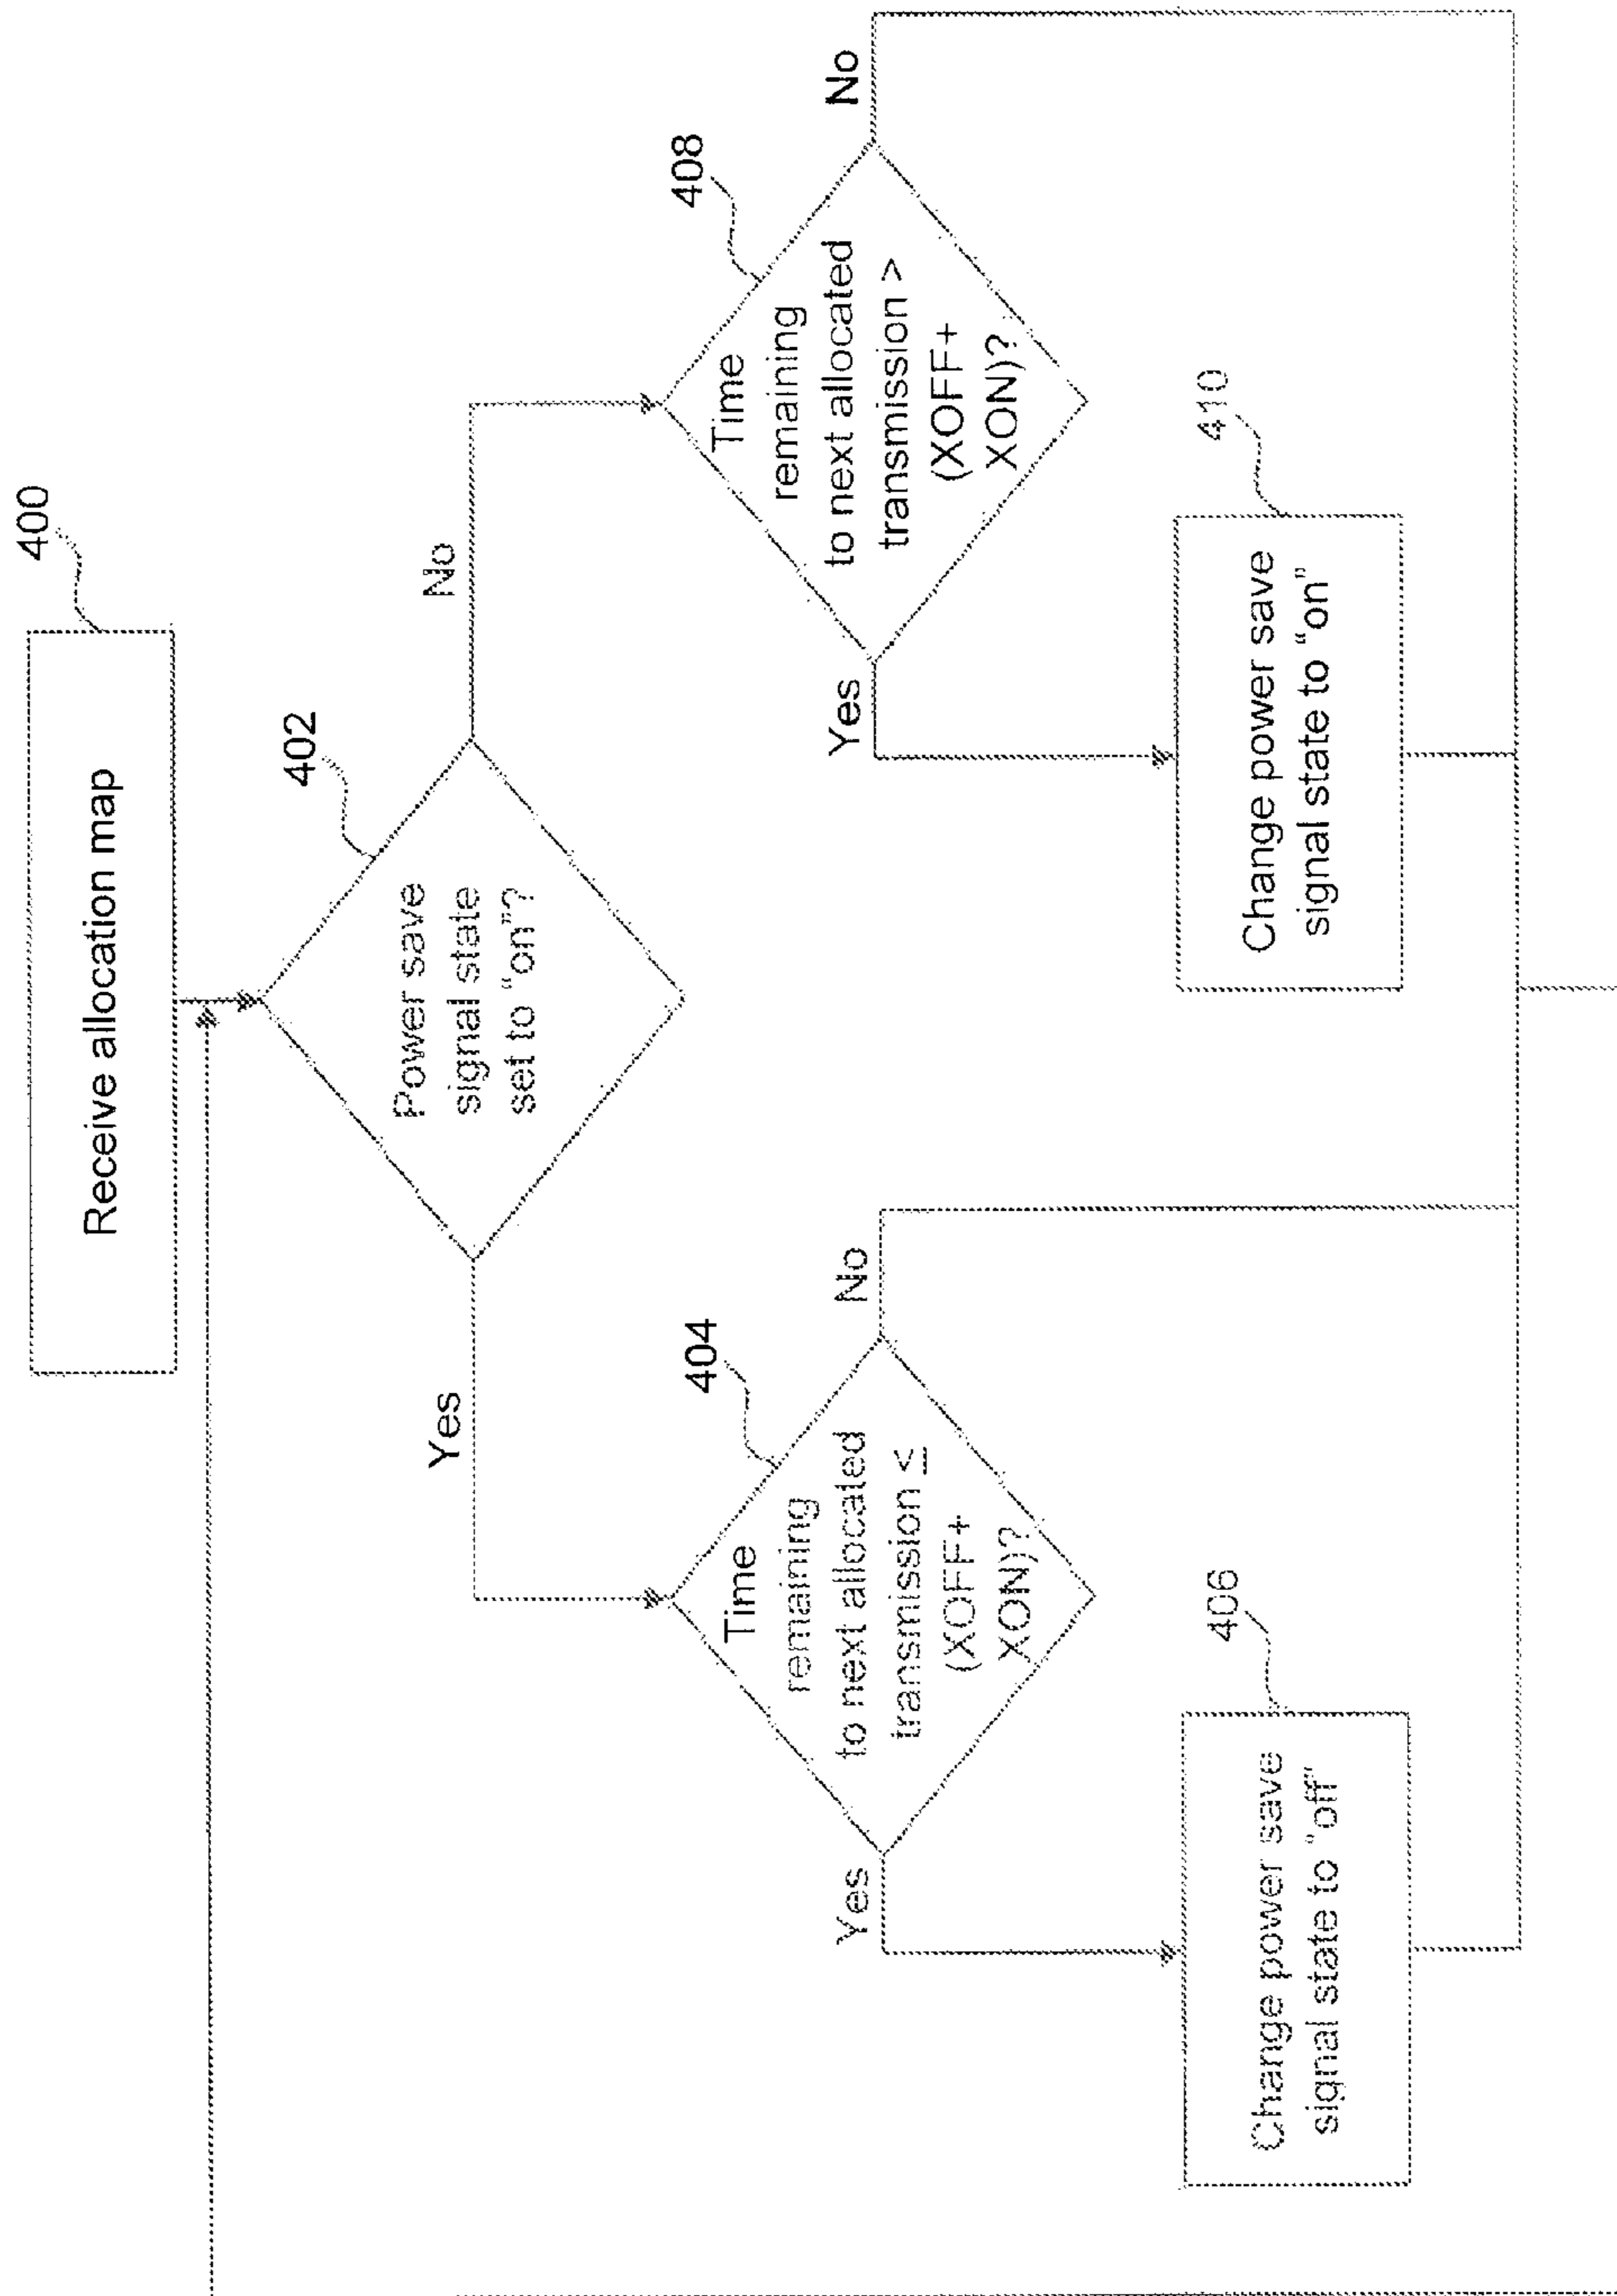 400
Receive allocation map
402
Power save
signal state
set to “on”?
Yes
No
404
Time
remaining
to next allocated
transmission ≤
(XOFF+
XON)?
Yes
No
406
Change power save
signal state to “off”
408
Time
remaining
to next allocated
transmission >
(XOFF+
XON)?
Yes
No
410
Change power save
signal state to “on”